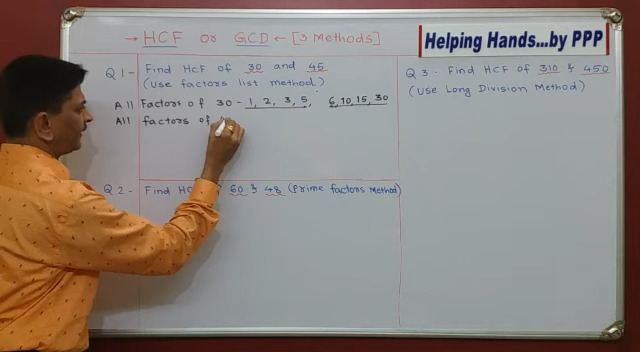 → HCF or GCD ← [3 Methods]
Helping Hands...by PPP
Q1- Find HCF of 30 and 45
(Use factors list method.)
All Factors of 30 - 1, 2, 3, 5, 6, 10, 15, 30
All factors of
Q2- Find 60 & 48 (Prime factors Method)
Q3- Find HCF of 310 & 450
(Use Long Division Method)